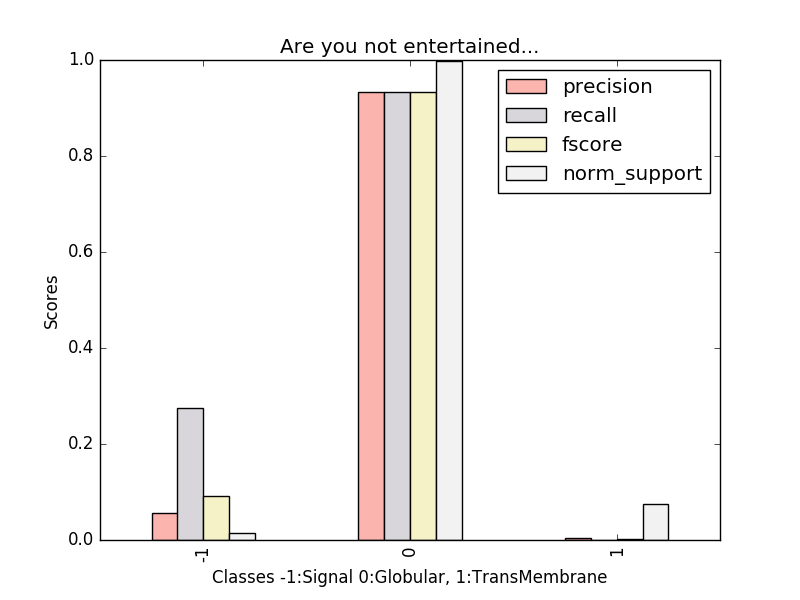 Are you not entertained...
1.0
0.8
0.6
0.4
0.2
0.0
Scores
precision
recall
fscore
norm_support
-1
0
1
Classes -1:Signal 0:Globular, 1:TransMembrane